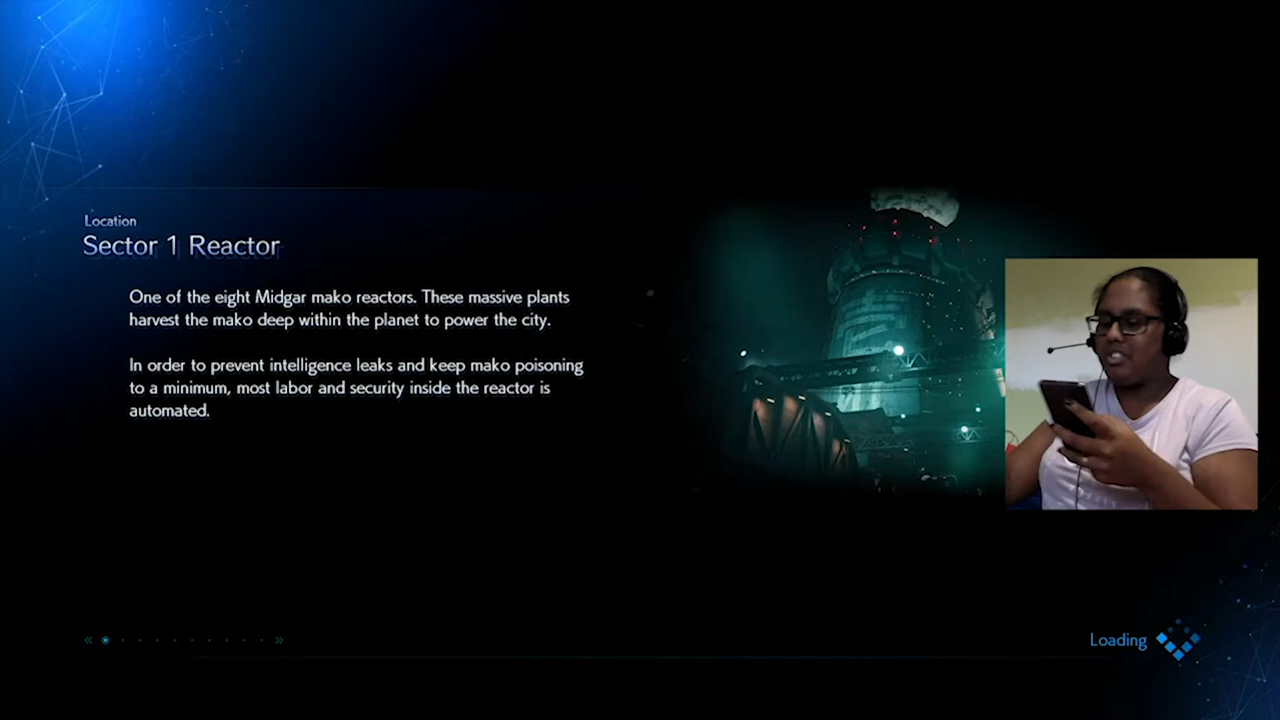 Location
Sector 1 Reactor
One of the eight Midgar mako reactors. These massive plants
harvest the mako deep within the planet to power the city.
In order to prevent intelligence leaks and keep mako poisoning
to a minimum, most labor and security inside the reactor is
automated.
Loading